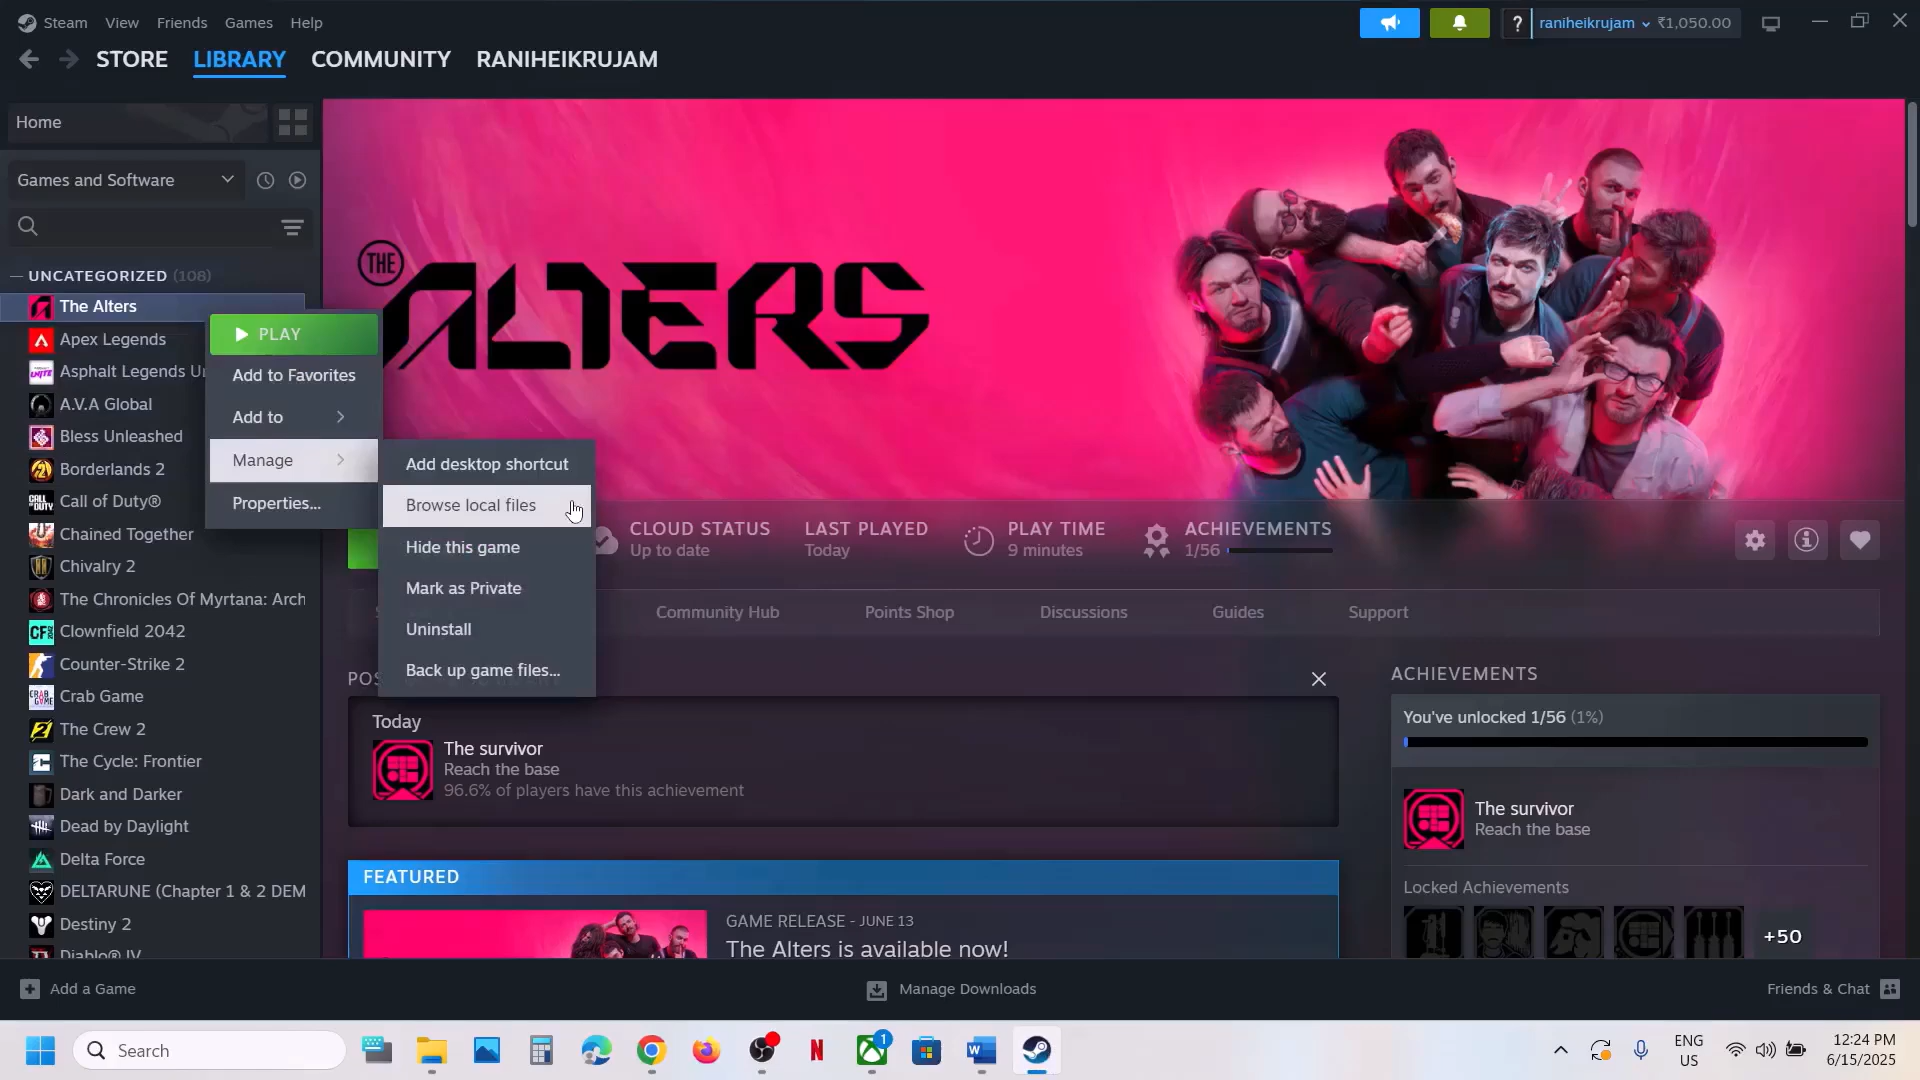 Steam View Friends Games Help
raniheikrujam ₹1,050.00
STORE LIBRARY COMMUNITY RANIHEIKRUJAM
Home
Games and Software
UNCATEGORIZED (108)
The Alters
Apex Legends
Asphalt Legends Un
A.V.A Global
Bless Unleashed
Borderlands 2
Call of Duty®
Chained Together
Chivalry 2
The Chronicles Of Myrtana: Arch
Clownfield 2042
Counter-Strike 2
Crab Game
The Crew 2
The Cycle: Frontier
Dark and Darker
Dead by Daylight
Delta Force
DELTARUNE (Chapter 1 & 2 DEM
Destiny 2
Diablo® IV
PLAY
Add to Favorites
Add to
Manage
Properties...
Add desktop shortcut
Browse local files
Hide this game
Mark as Private
Uninstall
Back up game files...
THE ALTERS
CLOUD STATUS
Up to date
LAST PLAYED
Today
PLAY TIME
9 minutes
ACHIEVEMENTS
1/56
Community Hub Points Shop Discussions Guides Support
Today
The survivor
Reach the base
96.6% of players have this achievement
FEATURED
GAME RELEASE - JUNE 13
The Alters is available now!
ACHIEVEMENTS
You've unlocked 1/56 (1%)
The survivor
Reach the base
Locked Achievements
+50
Add a Game
Manage Downloads
Friends & Chat
Search
1
ENG
US
12:24 PM
6/15/2025